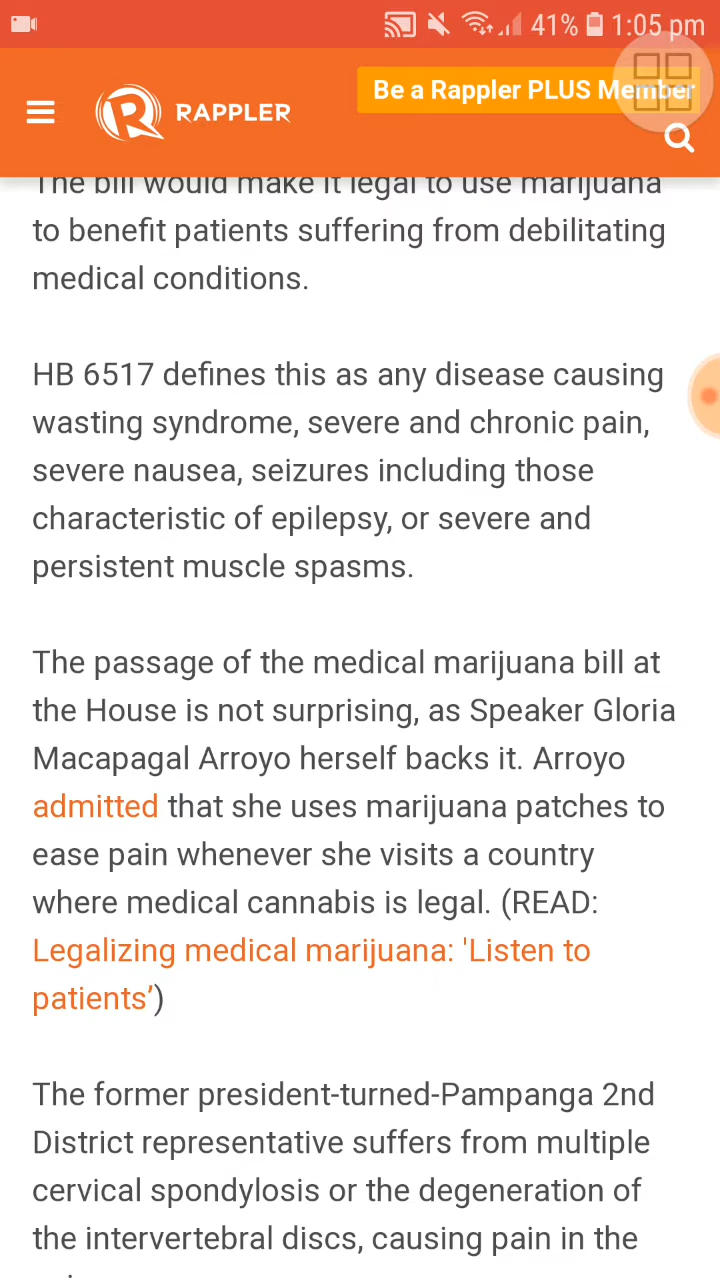 41% 1:05 pm
RAPPLER
Be a Rappler PLUS Member
The bill would make it legal to use marijuana
to benefit patients suffering from debilitating
medical conditions.
HB 6517 defines this as any disease causing
wasting syndrome, severe and chronic pain,
severe nausea, seizures including those
characteristic of epilepsy, or severe and
persistent muscle spasms.
The passage of the medical marijuana bill at
the House is not surprising, as Speaker Gloria
Macapagal Arroyo herself backs it. Arroyo
admitted that she uses marijuana patches to
ease pain whenever she visits a country
where medical cannabis is legal. (READ:
Legalizing medical marijuana: 'Listen to
patients’)
The former president-turned-Pampanga 2nd
District representative suffers from multiple
cervical spondylosis or the degeneration of
the intervertebral discs, causing pain in the